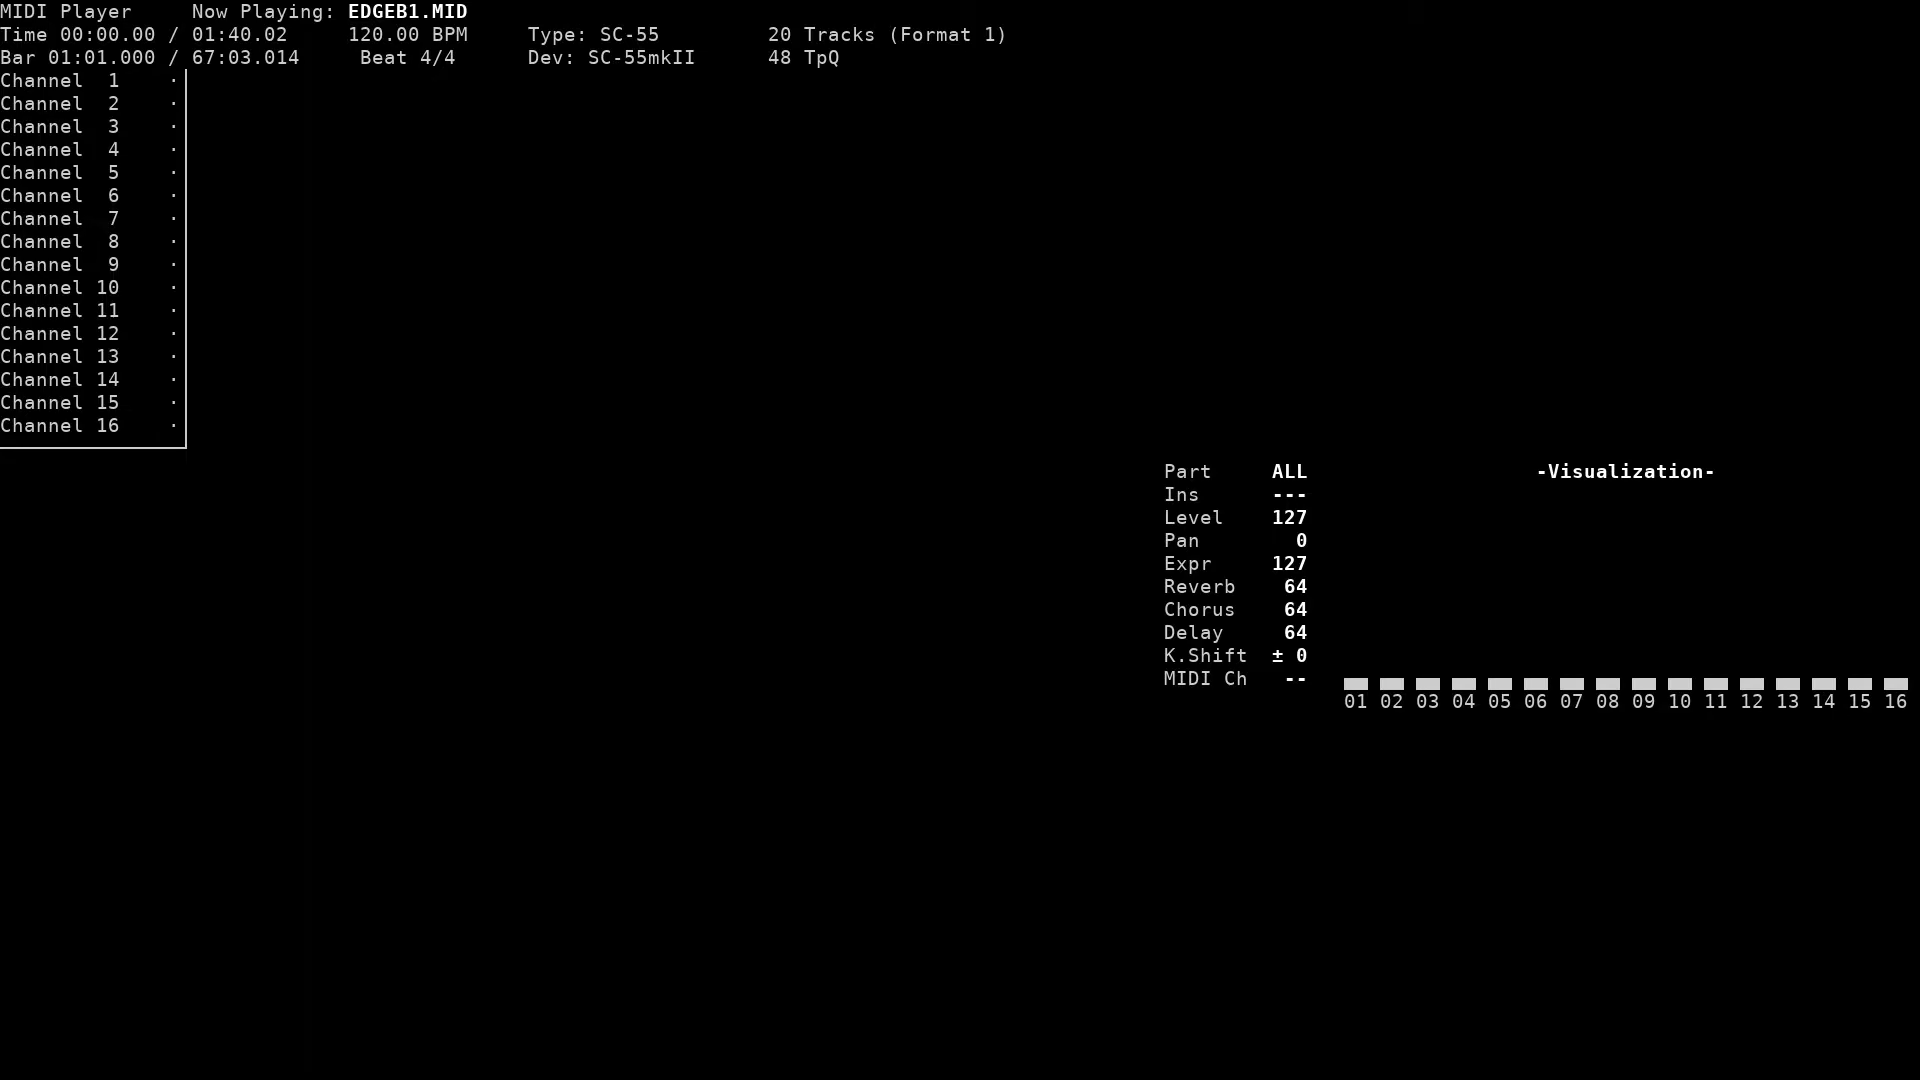 MIDI Player     Now Playing: EDGEB1.MID
Time 00:00.00 / 01:40.02     120.00 BPM     Type: SC-55         20 Tracks (Format 1)
Bar 01:01.000 / 67:03.014     Beat 4/4      Dev: SC-55mkII      48 TpQ
Channel  1    ·
Channel  2    ·
Channel  3    ·
Channel  4    ·
Channel  5    ·
Channel  6    ·
Channel  7    ·
Channel  8    ·
Channel  9    ·
Channel 10    ·
Channel 11    ·
Channel 12    ·
Channel 13    ·
Channel 14    ·
Channel 15    ·
Channel 16    ·
Part     ALL                   -Visualization-
Ins      ---
Level    127
Pan        0
Expr     127
Reverb    64
Chorus    64
Delay     64
K.Shift  ± 0
MIDI Ch   --
01 02 03 04 05 06 07 08 09 10 11 12 13 14 15 16